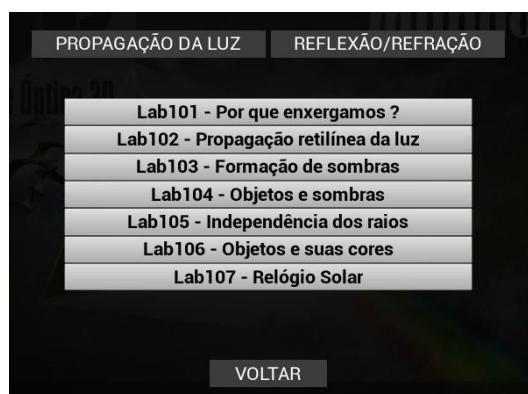 PROPAGAÇÃO DA LUZ REFLEXÃO/REFRAÇÃO
Lab101 - Por que enxergamos ?
Lab102 - Propagação retilínea da luz
Lab103 - Formação de sombras
Lab104 - Objetos e sombras
Lab105 - Independência dos raios
Lab106 - Objetos e suas cores
Lab107 - Relógio Solar
VOLTAR